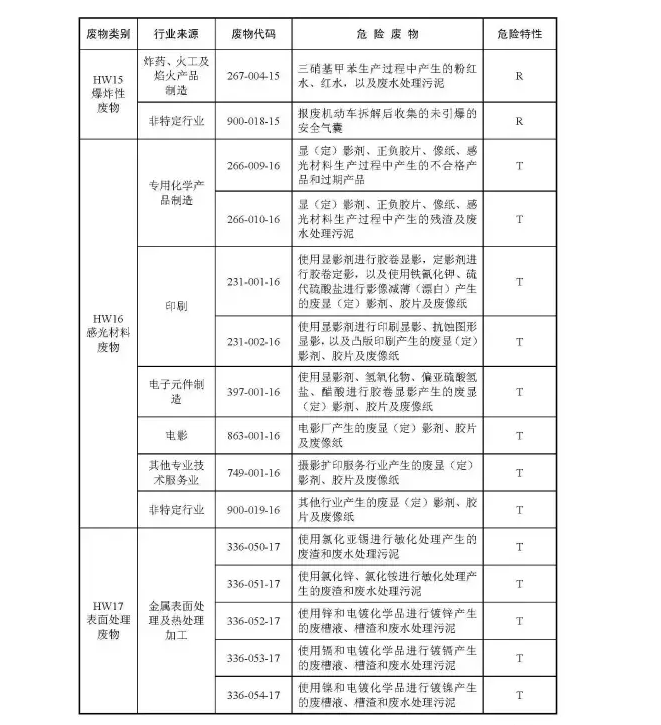 废物类别 行业来源 废物代码 危险废物 危险特性
HW15
爆炸性
废物
炸药、火工及
焰火产品
制造
267-004-15
三硝基甲苯生产过程中产生的粉红
水、红水，以及废水处理污泥
R
非特定行业
900-018-15
报废机动车拆解后收集的未引爆的
安全气囊
R
HW16
感光材料
废物
专用化学产
品制造
266-009-16
显（定）影剂、正负胶片、像纸、感
光材料生产过程中产生的不合格产
品和过期产品
T
266-010-16
显（定）影剂、正负胶片、像纸、感
光材料生产过程中产生的残渣及废
水处理污泥
T
印刷
231-001-16
使用显影剂进行胶卷显影，定影剂进
行胶卷定影，以及使用铁氰化钾、硫
代硫酸盐进行影像减薄（漂白）产生
的废显（定）影剂、胶片及废像纸
T
231-002-16
使用显影剂进行印刷显影、抗蚀图形
显影，以及凸版印刷产生的废显（定）
影剂、胶片及废像纸
T
电子元件制
造
397-001-16
使用显影剂、氢氧化物、偏亚硫酸氢
盐、醋酸进行胶卷显影产生的废显
（定）影剂、胶片及废像纸
T
电影
863-001-16
电影厂产生的废显（定）影剂、胶片
及废像纸
T
其他专业技
术服务业
749-001-16
摄影扩印服务行业产生的废显（定）
影剂、胶片及废像纸
T
非特定行业
900-019-16
其他行业产生的废显（定）影剂、胶
片及废像纸
T
HW17
表面处理
废物
金属表面处
理及热处理
加工
336-050-17
使用氯化亚锡进行敏化处理产生的
废渣和废水处理污泥
T
336-051-17
使用氯化锌、氯化铵进行敏化处理产
生的废渣和废水处理污泥
T
336-052-17
使用锌和电镀化学品进行镀锌产生
的废槽液、槽渣和废水处理污泥
T
336-053-17
使用镉和电镀化学品进行镀镉产生
的废槽液、槽渣和废水处理污泥
T
336-054-17
使用镍和电镀化学品进行镀镍产生
的废槽液、槽渣和废水处理污泥
T